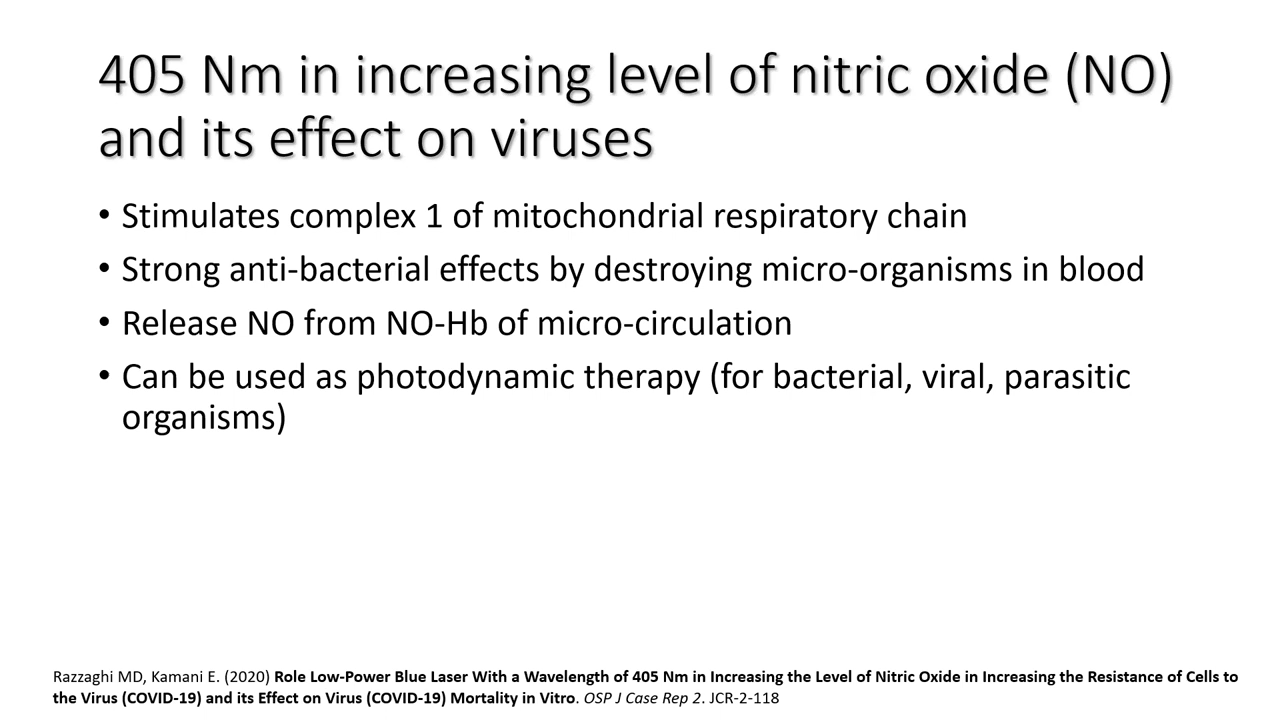 405 Nm in increasing level of nitric oxide (NO)
and its effect on viruses
• Stimulates complex 1 of mitochondrial respiratory chain
• Strong anti-bacterial effects by destroying micro-organisms in blood
• Release NO from NO-Hb of micro-circulation
• Can be used as photodynamic therapy (for bacterial, viral, parasitic
organisms)
Razzaghi MD, Kamani E. (2020) Role Low-Power Blue Laser With a Wavelength of 405 Nm in Increasing the Level of Nitric Oxide in Increasing the Resistance of Cells to
the Virus (COVID-19) and its Effect on Virus (COVID-19) Mortality in Vitro. OSP J Case Rep 2. JCR-2-118